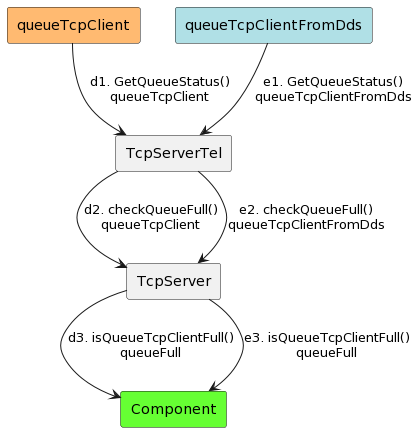 queueTcpClient
queueTcpClientFromDds
d1. GetQueueStatus()
queueTcpClient
e1. GetQueueStatus()
queueTcpClientFromDds
TcpServerTel
d2. checkQueueFull()
queueTcpClient
e2. checkQueueFull()
queueTcpClientFromDds
TcpServer
d3. isQueueTcpClientFull()
queueFull
e3. isQueueTcpClientFull()
queueFull
Component